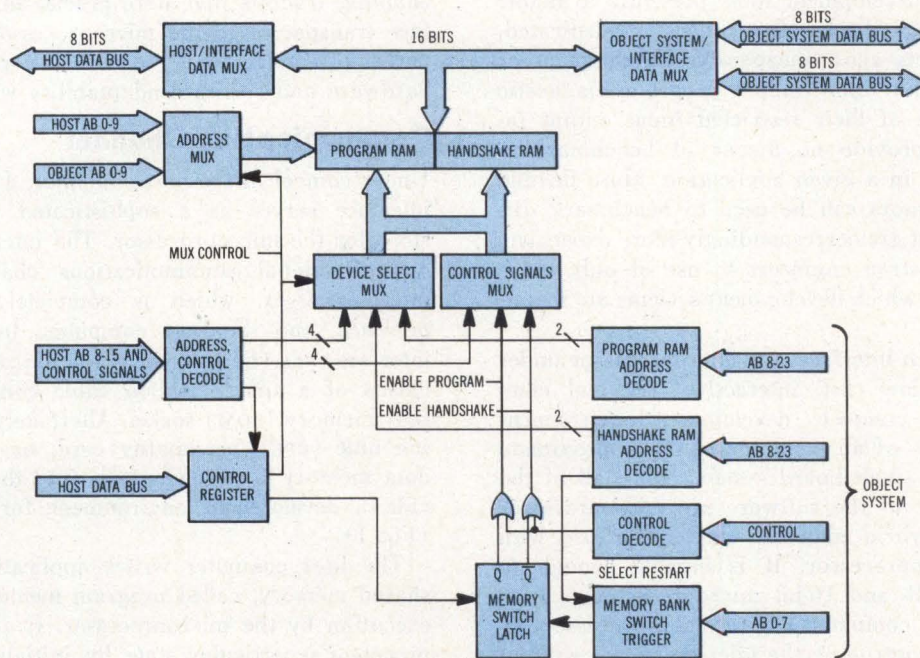 8 BITS
HOST DATA BUS
HOST/INTERFACE
DATA MUX
16 BITS
OBJECT SYSTEM/
INTERFACE
DATA MUX
8 BITS
OBJECT SYSTEM DATA BUS 1
8 BITS
OBJECT SYSTEM DATA BUS 2
HOST AB 0-9
OBJECT AB 0-9
ADDRESS
MUX
PROGRAM RAM
HANDSHAKE RAM
MUX CONTROL
DEVICE SELECT
MUX
CONTROL SIGNALS
MUX
HOST AB 8-15 AND
CONTROL SIGNALS
ADDRESS,
CONTROL
DECODE
4
4
ENABLE PROGRAM
ENABLE HANDSHAKE
2
PROGRAM RAM
ADDRESS
DECODE
AB 8-23
2
HANDSHAKE RAM
ADDRESS
DECODE
AB 8-23
HOST DATA BUS
CONTROL
REGISTER
CONTROL
DECODE
CONTROL
OBJECT
SYSTEM
Q
Q̅
SELECT RESTART
MEMORY
SWITCH
LATCH
MEMORY BANK
SWITCH
TRIGGER
AB 0-7